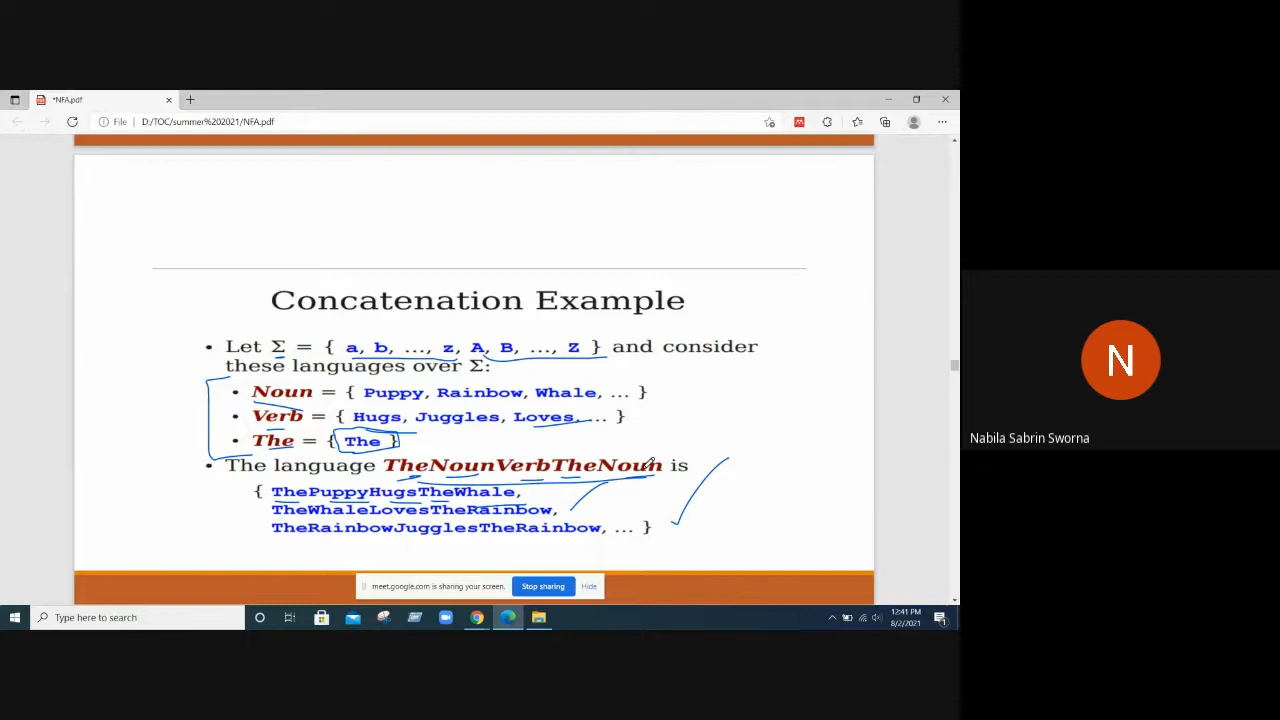 *NFA.pdf
File
D:/TOC/summer%202021/NFA.pdf
Concatenation Example
• Let Σ = { a, b, …, z, A, B, …, Z } and consider
these languages over Σ:
• Noun = { Puppy, Rainbow, Whale, … }
• Verb = { Hugs, Juggles, Loves, … }
• The = { The }
• The language TheNounVerbTheNoun is
{ ThePuppyHugsTheWhale,
TheWhaleLovesTheRainbow,
TheRainbowJugglesTheRainbow, … }
N
Nabila Sabrin Sworna
meet.google.com is sharing your screen.
Stop sharing
Hide
Type here to search
12:41 PM
8/2/2021